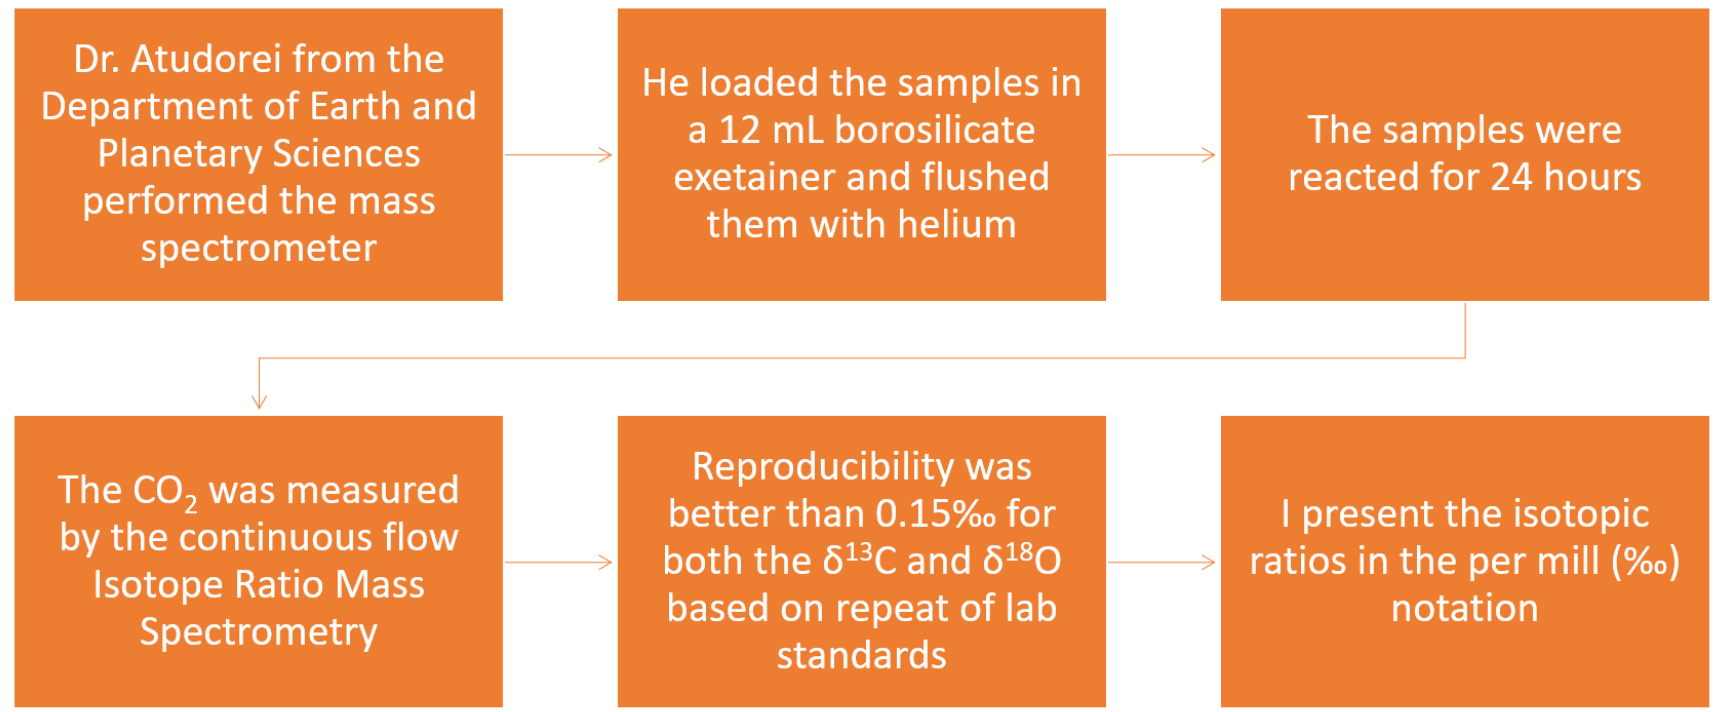 Dr. Atudorei from the
Department of Earth and
Planetary Sciences
performed the mass
spectrometer
He loaded the samples in
a 12 mL borosilicate
exetainer and flushed
them with helium
The samples were
reacted for 24 hours
The CO₂ was measured
by the continuous flow
Isotope Ratio Mass
Spectrometry
Reproducibility was
better than 0.15‰ for
both the δ¹³C and δ¹⁸O
based on repeat of lab
standards
I present the isotopic
ratios in the per mill (‰)
notation